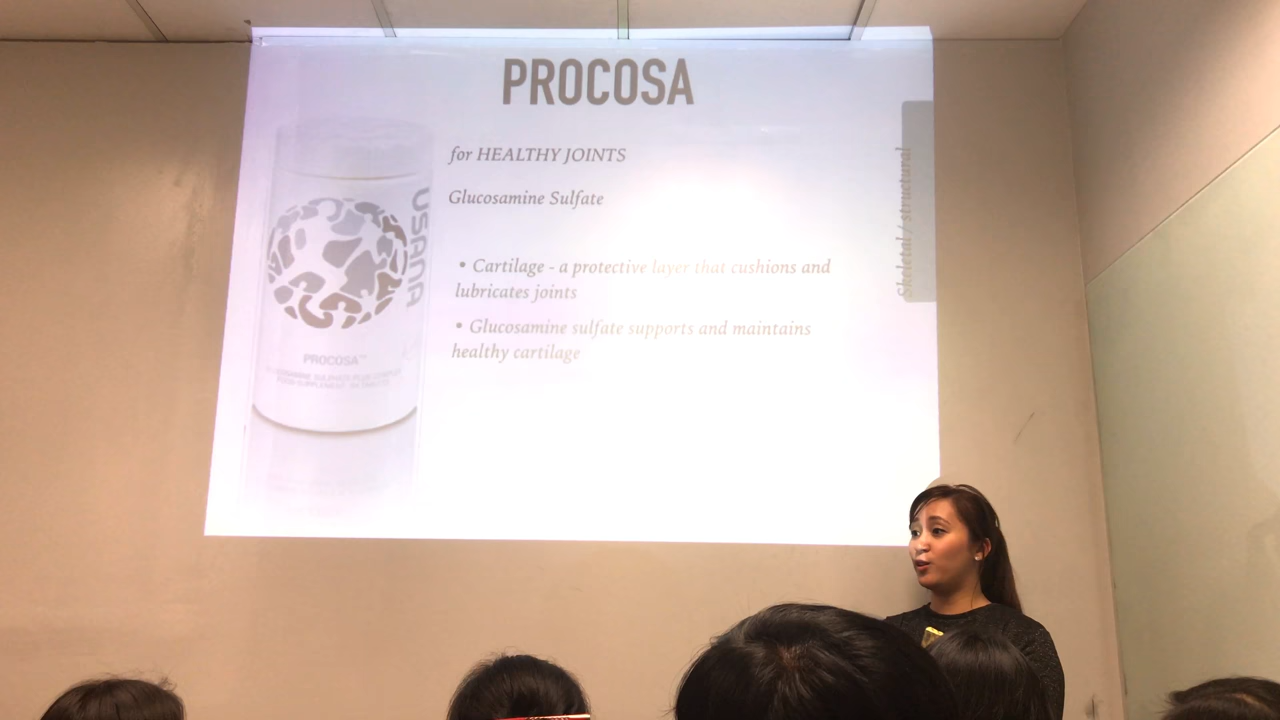 PROCOSA
for HEALTHY JOINTS
Glucosamine Sulfate
• Cartilage - a protective layer that cushions and
lubricates joints
• Glucosamine sulfate supports and maintains
healthy cartilage
Skeletal / structural
USANA
PROCOSA™